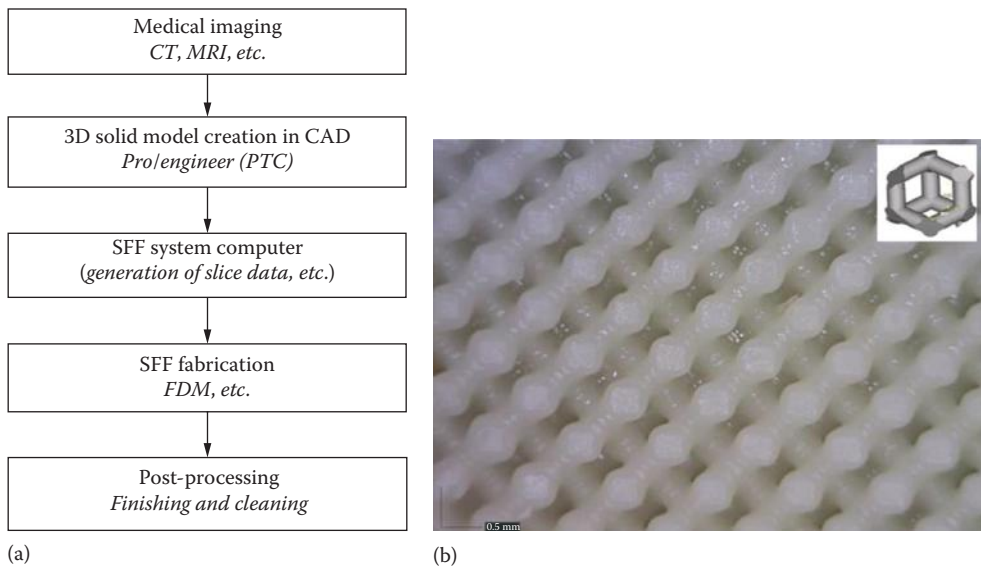 Medical imaging
CT, MRI, etc.
3D solid model creation in CAD
Pro/engineer (PTC)
SFF system computer
(generation of slice data, etc.)
SFF fabrication
FDM, etc.
Post-processing
Finishing and cleaning
(a)
0.5 mm
(b)